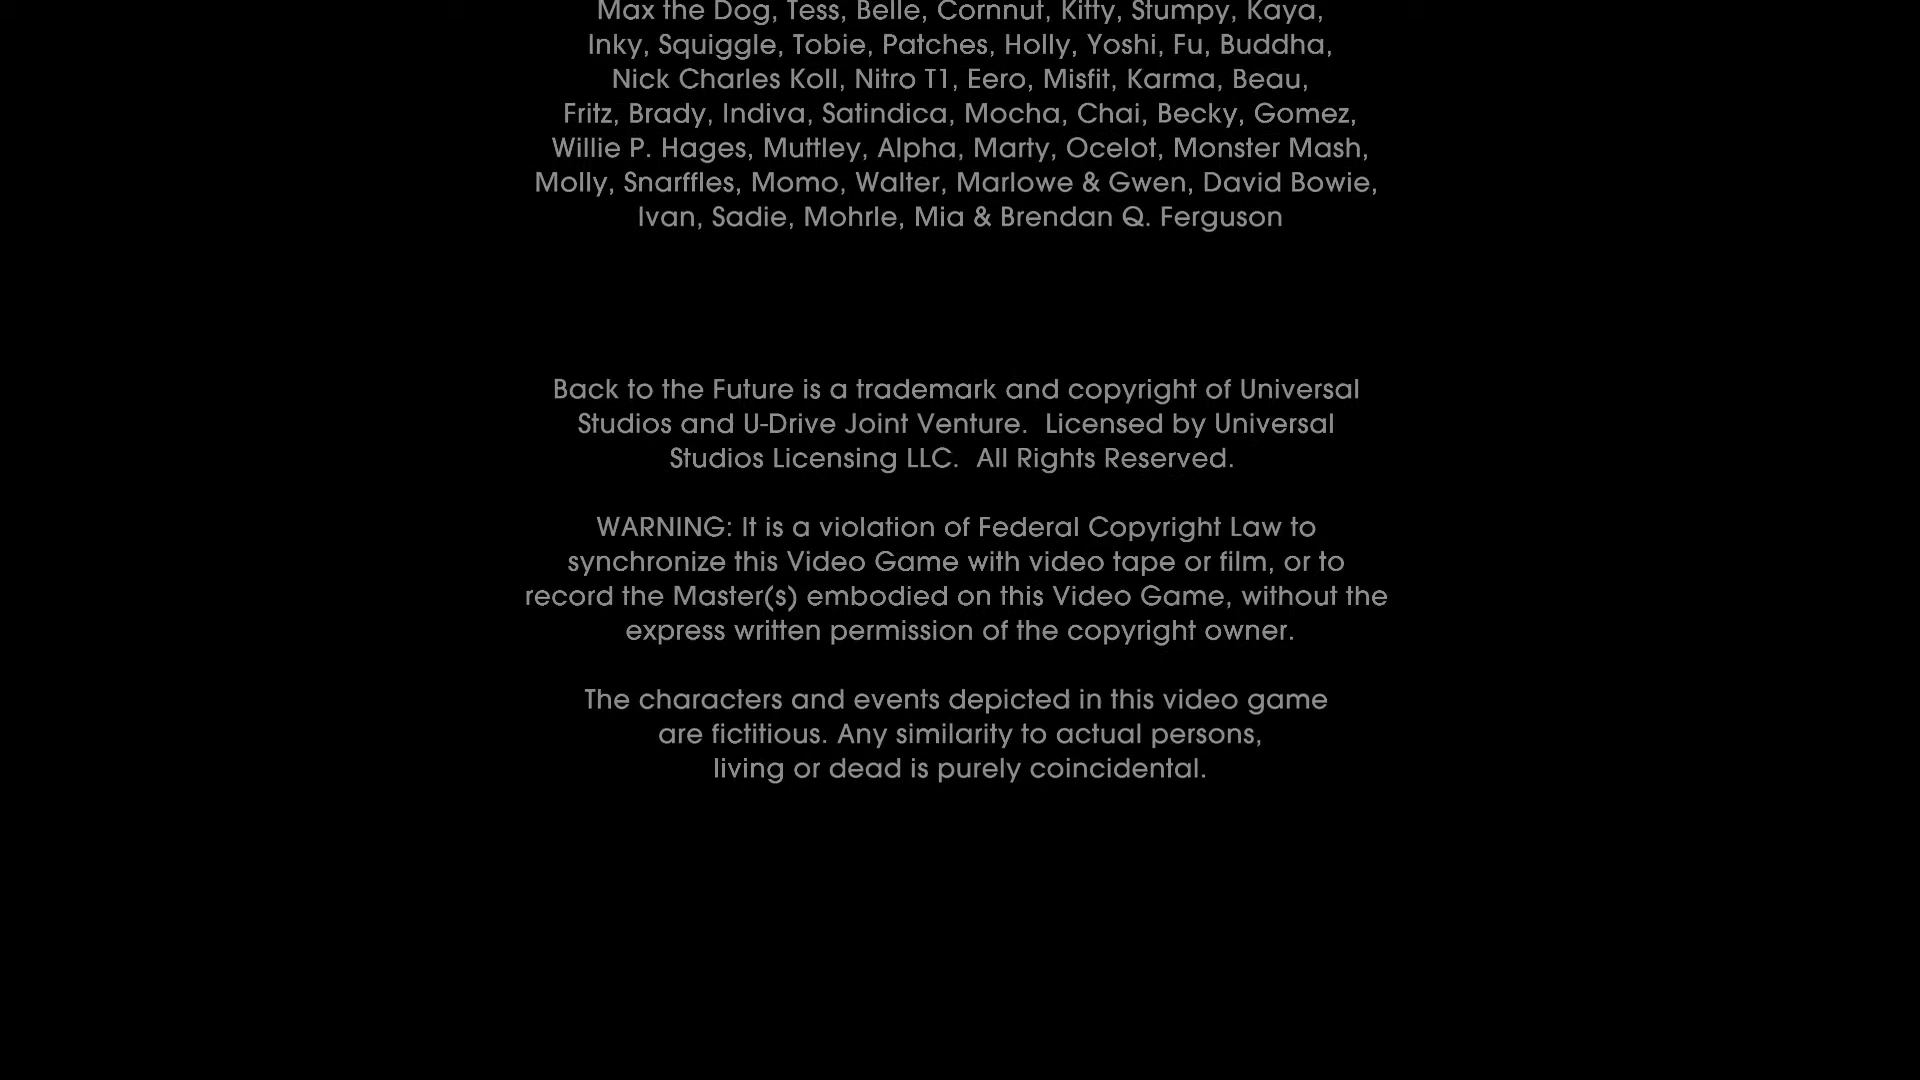 Max the Dog, Tess, Belle, Cornnut, Kitty, Stumpy, Kaya,
Inky, Squiggle, Tobie, Patches, Holly, Yoshi, Fu, Buddha,
Nick Charles Koll, Nitro T1, Eero, Misfit, Karma, Beau,
Fritz, Brady, Indiva, Satindica, Mocha, Chai, Becky, Gomez,
Willie P. Hages, Muttley, Alpha, Marty, Ocelot, Monster Mash,
Molly, Snarffles, Momo, Walter, Marlowe & Gwen, David Bowie,
Ivan, Sadie, Mohrle, Mia & Brendan Q. Ferguson
Back to the Future is a trademark and copyright of Universal
Studios and U-Drive Joint Venture.  Licensed by Universal
Studios Licensing LLC.  All Rights Reserved.
WARNING: It is a violation of Federal Copyright Law to
synchronize this Video Game with video tape or film, or to
record the Master(s) embodied on this Video Game, without the
express written permission of the copyright owner.
The characters and events depicted in this video game
are fictitious. Any similarity to actual persons,
living or dead is purely coincidental.